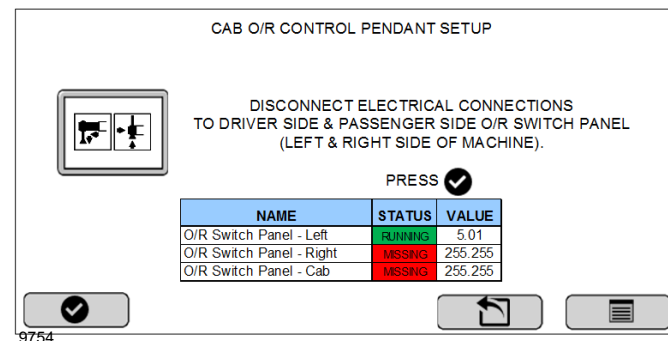 CAB O/R CONTROL PENDANT SETUP
DISCONNECT ELECTRICAL CONNECTIONS
TO DRIVER SIDE & PASSENGER SIDE O/R SWITCH PANEL
(LEFT & RIGHT SIDE OF MACHINE).
PRESS
NAME STATUS VALUE
O/R Switch Panel - Left RUNNING 5.01
O/R Switch Panel - Right MISSING 255.255
O/R Switch Panel - Cab MISSING 255.255
9754